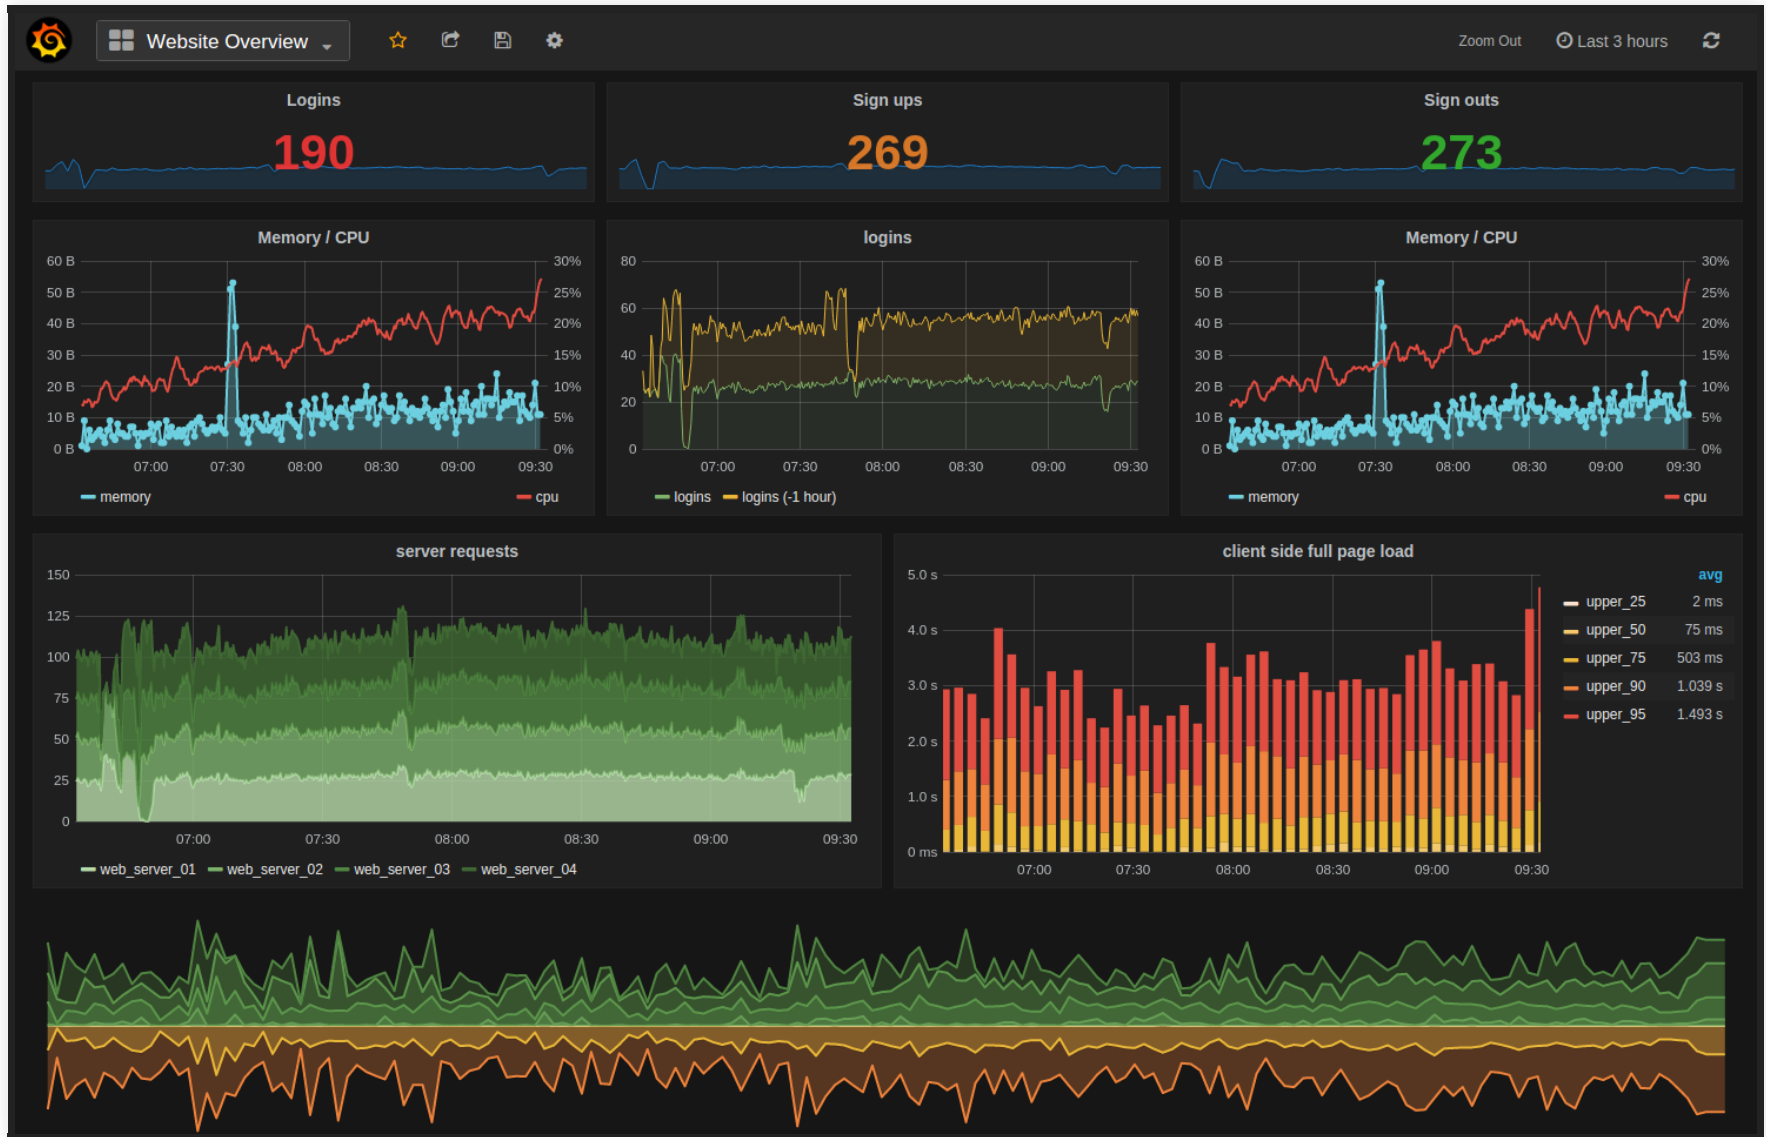 Website Overview
Zoom Out
Last 3 hours
Logins
190
Sign ups
269
Sign outs
273
Memory / CPU
60 B
50 B
40 B
30 B
20 B
10 B
0 B
30%
25%
20%
15%
10%
5%
0%
07:00 07:30 08:00 08:30 09:00 09:30
memory
cpu
logins
80
60
40
20
0
07:00 07:30 08:00 08:30 09:00 09:30
logins logins (-1 hour)
Memory / CPU
60 B
50 B
40 B
30 B
20 B
10 B
0 B
30%
25%
20%
15%
10%
5%
0%
07:00 07:30 08:00 08:30 09:00 09:30
memory
cpu
server requests
150
125
100
75
50
25
0
07:00 07:30 08:00 08:30 09:00 09:30
web_server_01 web_server_02 web_server_03 web_server_04
client side full page load
5.0 s
4.0 s
3.0 s
2.0 s
1.0 s
0 ms
07:00 07:30 08:00 08:30 09:00 09:30
avg
upper_25 2 ms
upper_50 75 ms
upper_75 503 ms
upper_90 1.039 s
upper_95 1.493 s